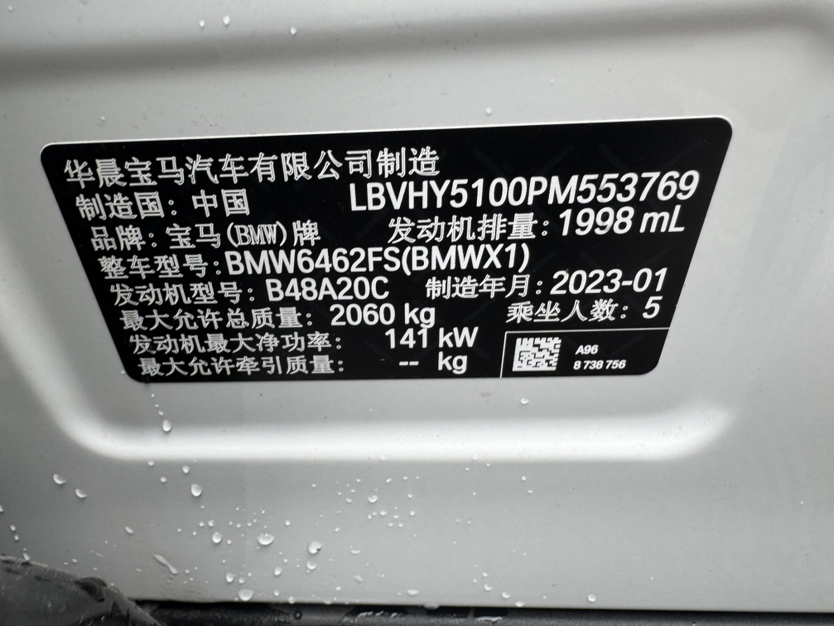 华晨宝马汽车有限公司制造
制造国：中国 LBVHY5100PM553769
品牌：宝马(BMW)牌 发动机排量：1998 mL
整车型号：BMW6462FS(BMWX1)
发动机型号：B48A20C 制造年月：2023-01
最大允许总质量：2060 kg 乘坐人数：5
发动机最大净功率：141 kW
最大允许牵引质量：-- kg
A96
8 738 756